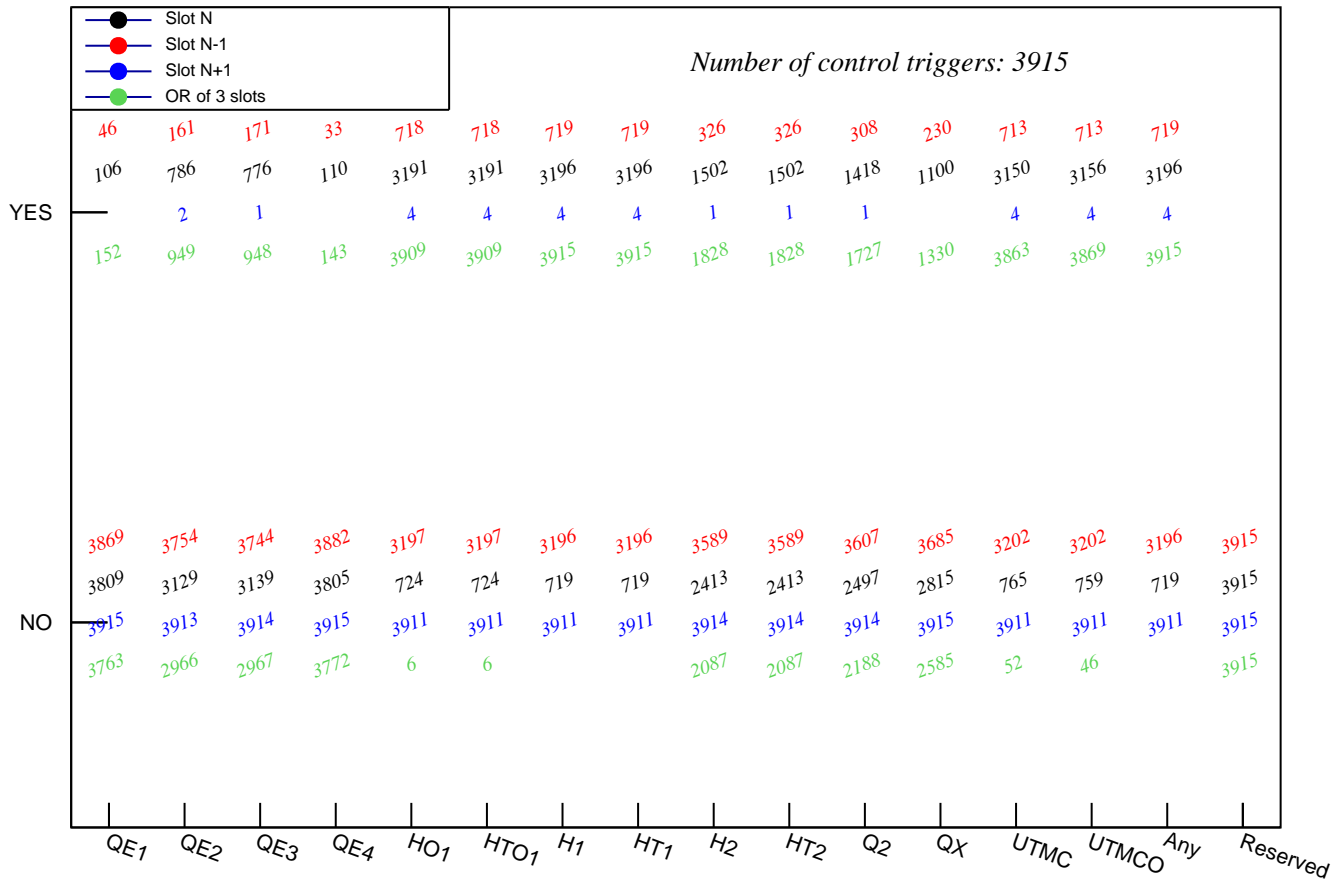 Slot N
Slot N-1
Slot N+1
OR of 3 slots
Number of control triggers: 3915
46 161 171 33 718 718 719 719 326 326 308 230 713 713 719
106 786 776 110 3191 3191 3196 3196 1502 1502 1418 1100 3150 3156 3196
YES 2 1 4 4 4 4 1 1 1 4 4 4
152 949 948 143 3909 3909 3915 3915 1828 1828 1727 1330 3863 3869 3915
3869 3754 3744 3882 3197 3197 3196 3196 3589 3589 3607 3685 3202 3202 3196 3915
3809 3129 3139 3805 724 724 719 719 2413 2413 2497 2815 765 759 719 3915
NO 3915 3913 3914 3915 3911 3911 3911 3911 3914 3914 3914 3915 3911 3911 3911 3915
3763 2966 2967 3772 6 6 2087 2087 2188 2585 52 46 3915
QE1 QE2 QE3 QE4 HO1 HTO1 H1 HT1 H2 HT2 Q2 QX UTMC UTMCO Any Reserved